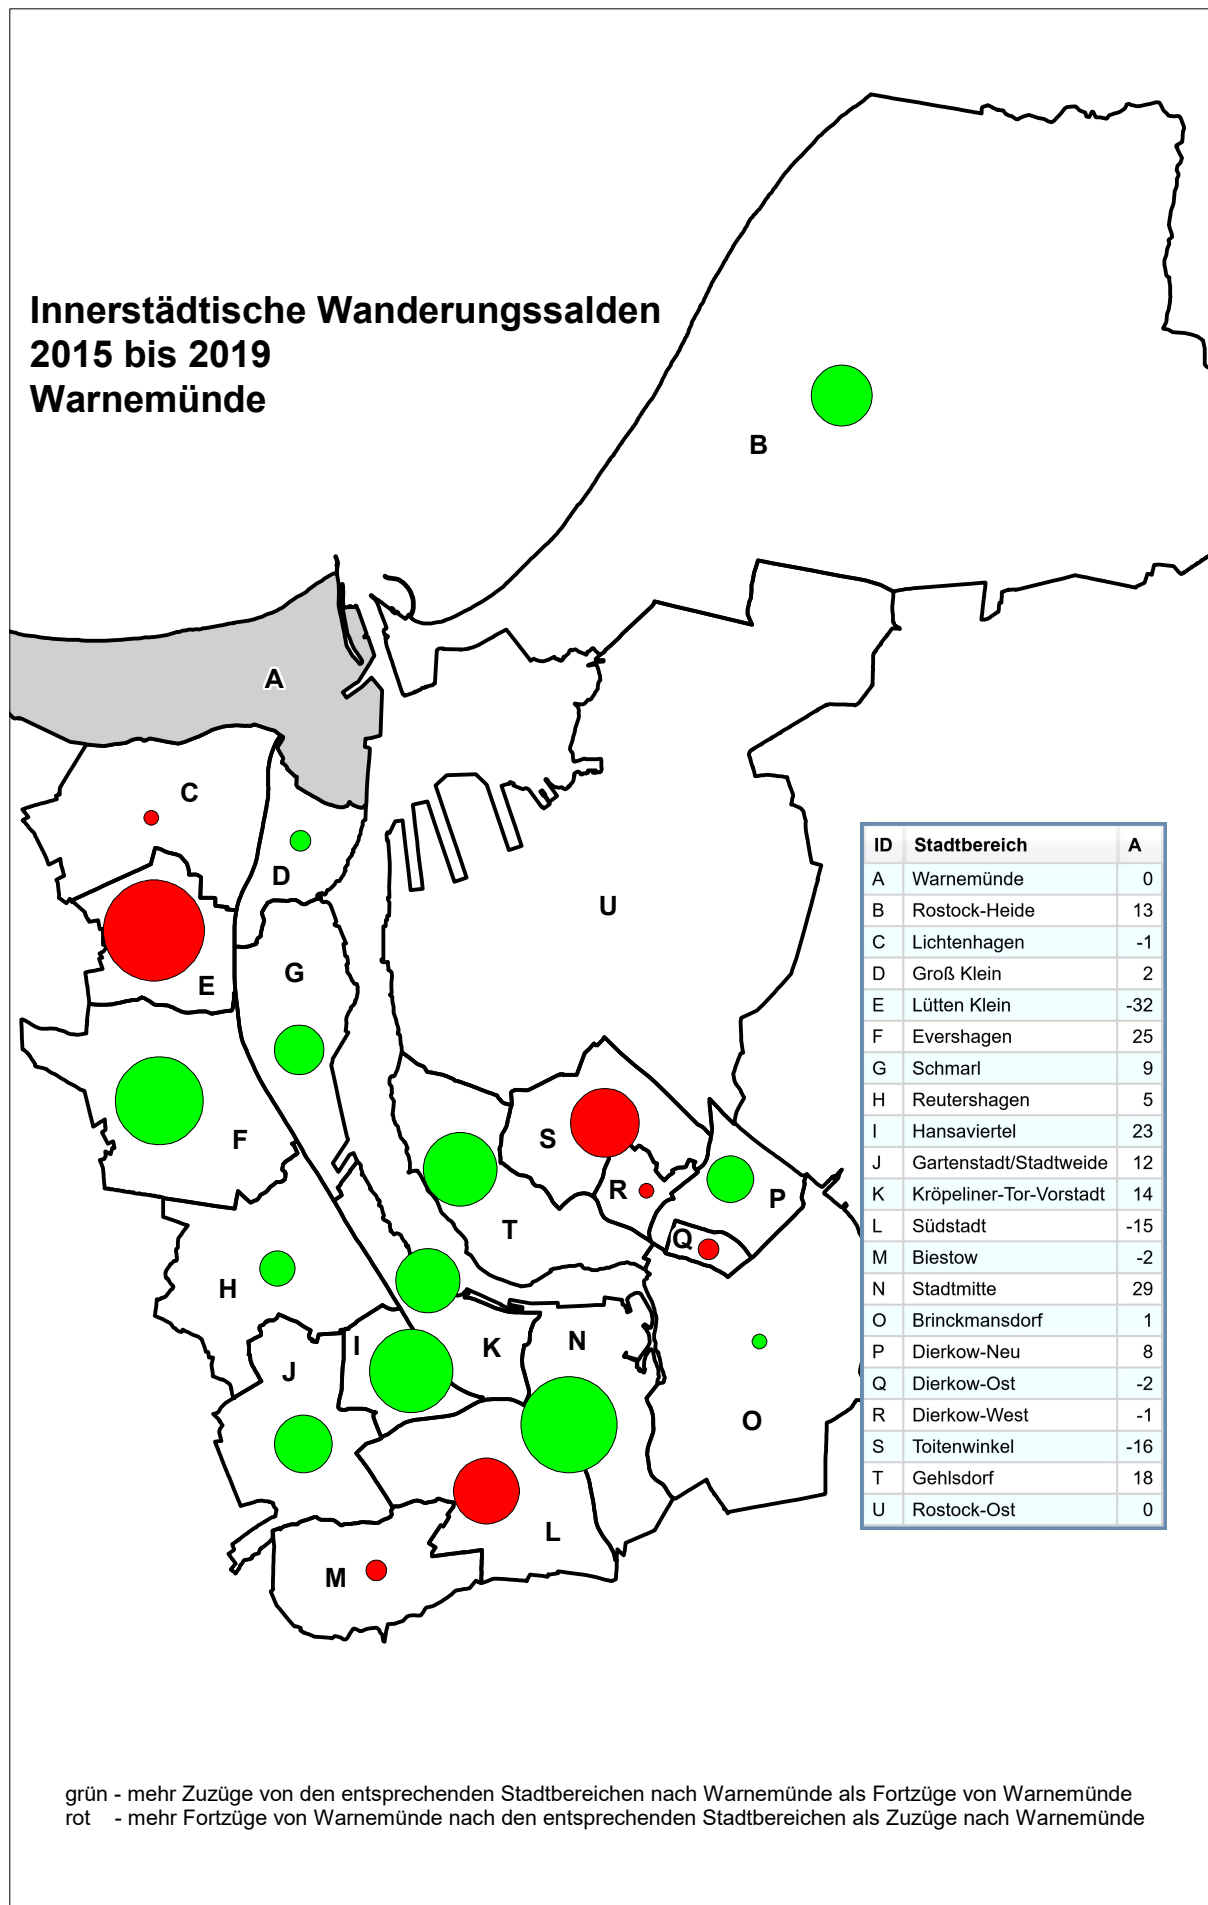 Innerstädtische Wanderungssalden
2015 bis 2019
Warnemünde
B
A
C
D
E
G
U
F
S
R
P
Q
T
H
I
K
N
J
O
L
M
ID Stadtbereich A
A Warnemünde 0
B Rostock-Heide 13
C Lichtenhagen -1
D Groß Klein 2
E Lütten Klein -32
F Evershagen 25
G Schmarl 9
H Reutershagen 5
I Hansaviertel 23
J Gartenstadt/Stadtweide 12
K Kröpeliner-Tor-Vorstadt 14
L Südstadt -15
M Biestow -2
N Stadtmitte 29
O Brinckmansdorf 1
P Dierkow-Neu 8
Q Dierkow-Ost -2
R Dierkow-West -1
S Toitenwinkel -16
T Gehlsdorf 18
U Rostock-Ost 0
grün - mehr Zuzüge von den entsprechenden Stadtbereichen nach Warnemünde als Fortzüge von Warnemünde
rot - mehr Fortzüge von Warnemünde nach den entsprechenden Stadtbereichen als Zuzüge nach Warnemünde